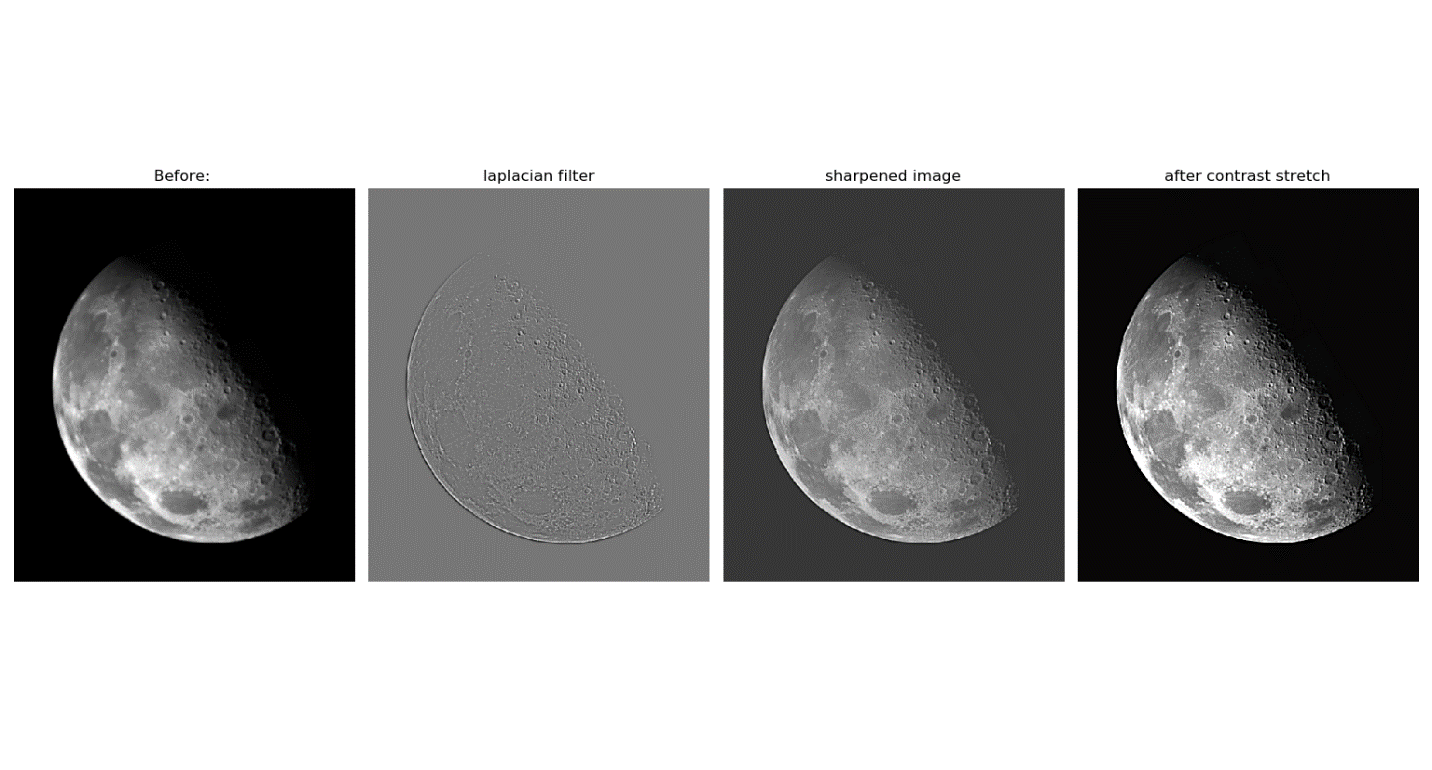 Before:
laplacian filter
sharpened image
after contrast stretch